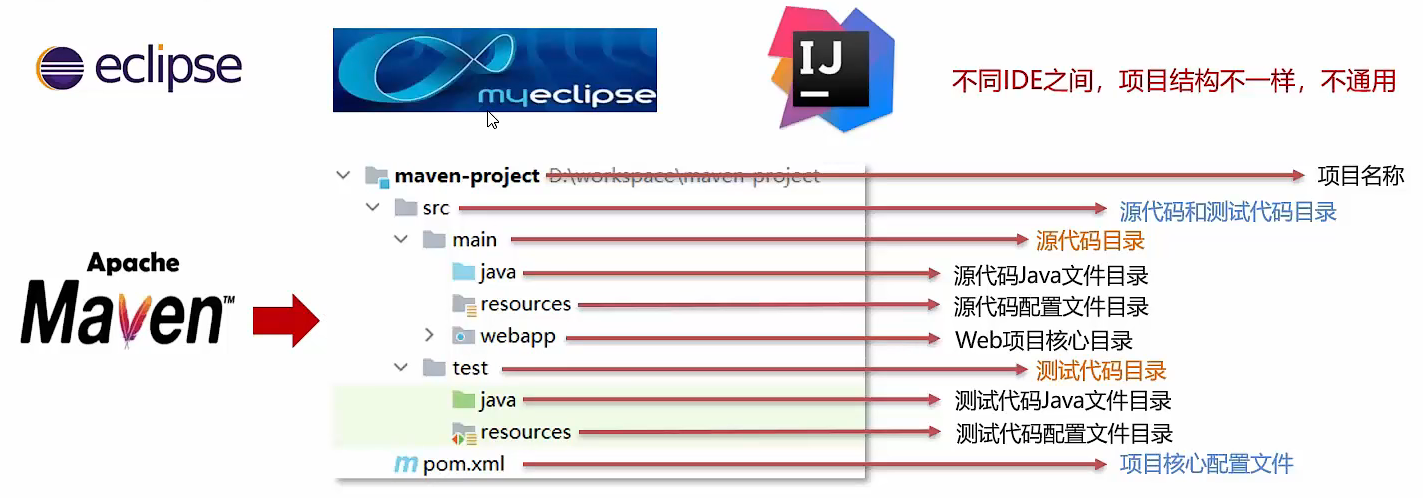 eclipse
myeclipse
IJ
不同IDE之间，项目结构不一样，不通用
maven-project D:\workspace\maven-project
项目名称
src
源代码和测试代码目录
main
源代码目录
java
源代码Java文件目录
resources
源代码配置文件目录
webapp
Web项目核心目录
test
测试代码目录
java
测试代码Java文件目录
resources
测试代码配置文件目录
m pom.xml
项目核心配置文件
Apache
Maven™